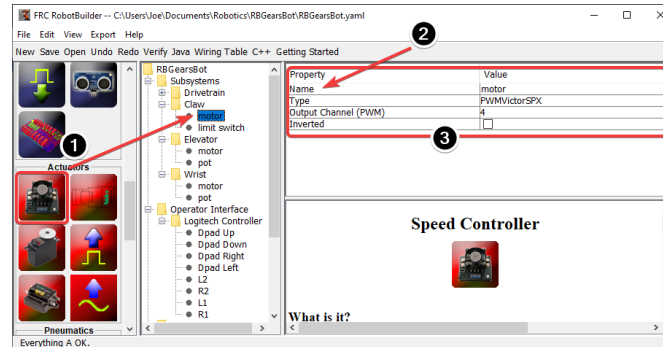 FRC RobotBuilder -- C:\Users\Joe\Documents\Robotics\RBGearsBot\RBGearsBot.yaml
File Edit View Export Help
New Save Open Undo Redo Verify Java Wiring Table C++ Getting Started
1
Actuators
Pneumatics
RBGearsBot
Subsystems
Drivetrain
Claw
motor
limit switch
Elevator
motor
pot
Wrist
motor
pot
Operator Interface
Logitech Controller
Dpad Up
Dpad Down
Dpad Right
Dpad Left
L2
R2
L1
R1
2
Property Value
Name motor
Type PWMVictorSPX
Output Channel (PWM) 4
Inverted
3
Speed Controller
What is it?
Everything A OK.